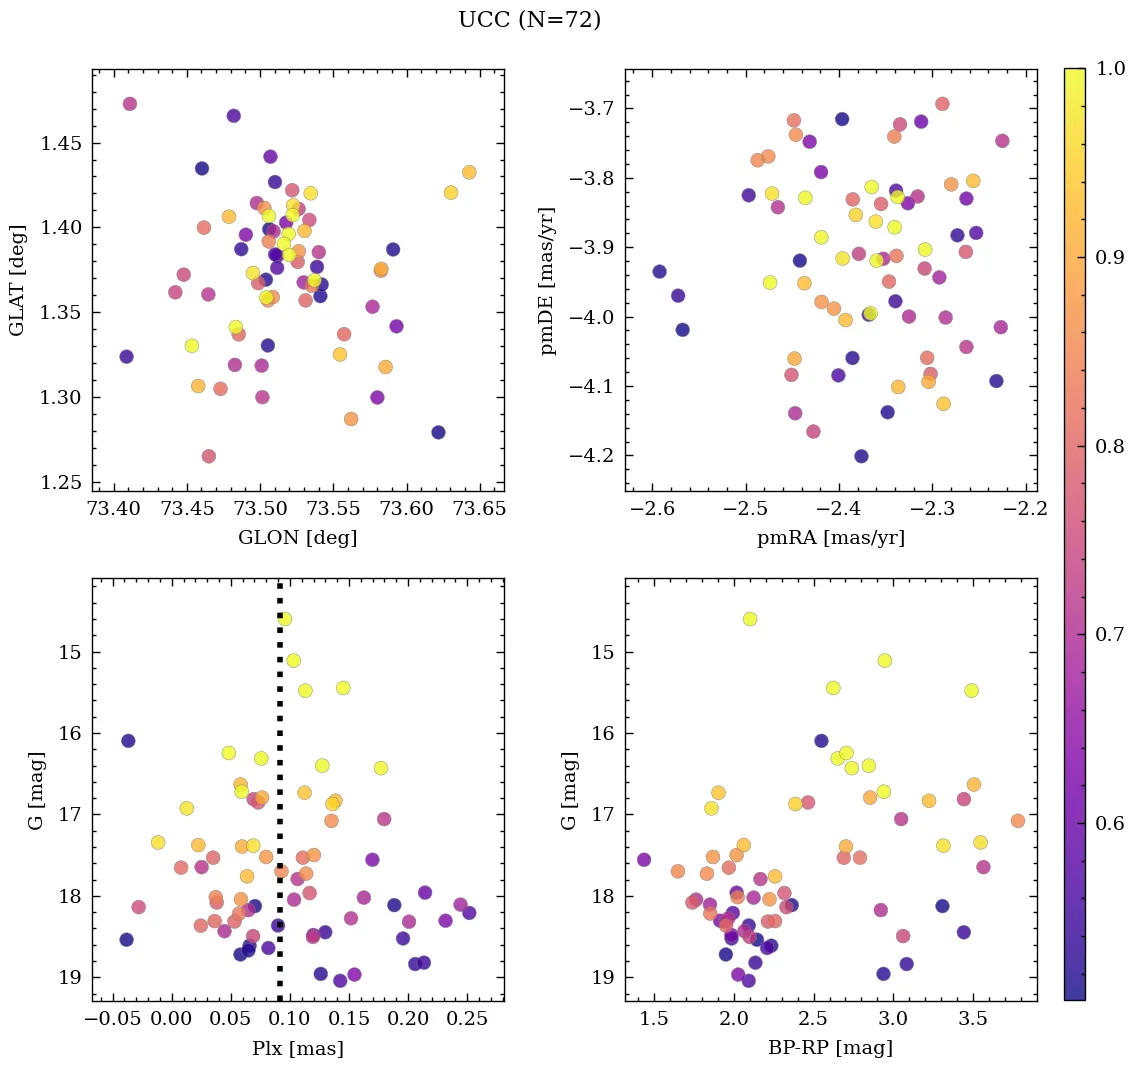 UCC (N=72)
1.45
1.40
1.35
1.30
1.25
GLAT [deg]
73.40 73.45 73.50 73.55 73.60 73.65
GLON [deg]
−3.7
−3.8
−3.9
−4.0
−4.1
−4.2
pmDE [mas/yr]
−2.6 −2.5 −2.4 −2.3 −2.2
pmRA [mas/yr]
1.0
0.9
0.8
0.7
0.6
15
16
17
18
19
G [mag]
−0.05 0.00 0.05 0.10 0.15 0.20 0.25
Plx [mas]
15
16
17
18
19
G [mag]
1.5 2.0 2.5 3.0 3.5
BP-RP [mag]